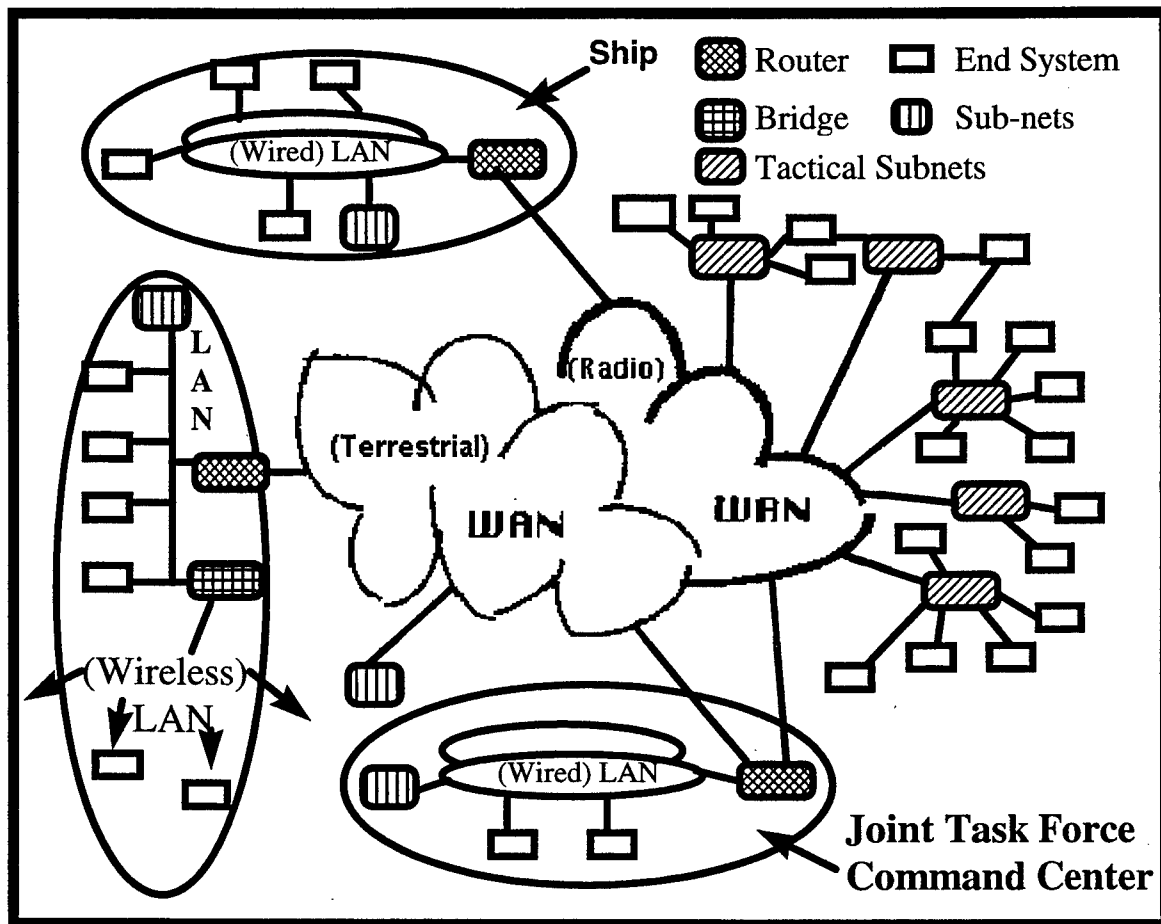 Ship
Router
End System
Bridge
Sub-nets
Tactical Subnets
(Wired) LAN
L
A
N
(Radio)
(Terrestrial)
WAN
WAN
(Wireless)
LAN
(Wired) LAN
Joint Task Force
Command Center